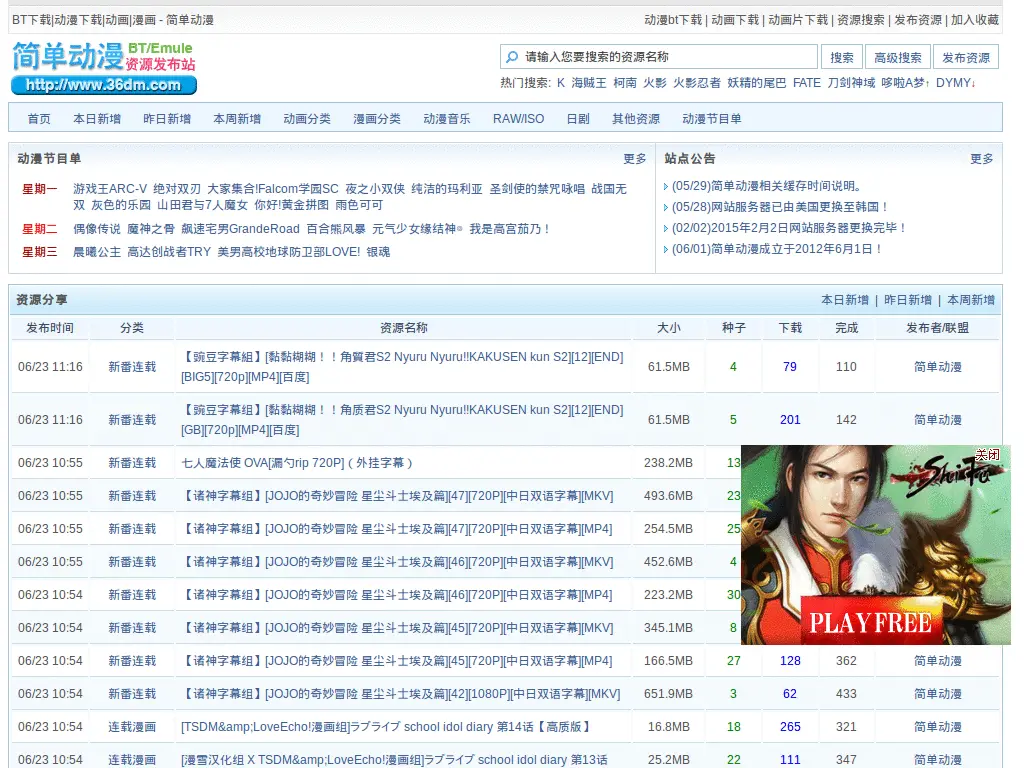 BT下载|动漫下载|动画|漫画 - 简单动漫
动漫bt下载 | 动画下载 | 动画片下载 | 资源搜索 | 发布资源 | 加入收藏
简单动漫 BT/Emule 资源发布站
http://www.36dm.com
请输入您要搜索的资源名称 搜索 高级搜索 发布资源
热门搜索: K 海贼王 柯南 火影 火影忍者 妖精的尾巴 FATE 刀剑神域 哆啦A梦↑ DYMY↓
首页 本日新增 昨日新增 本周新增 动画分类 漫画分类 动漫音乐 RAW/ISO 日剧 其他资源 动漫节目单
动漫节目单 更多
星期一 游戏王ARC-V 绝对双刃 大家集合!Falcom学园SC 夜之小双侠 纯洁的玛利亚 圣剑使的禁咒咏唱 战国无
双 灰色的乐园 山田君与7人魔女 你好!黄金拼图 雨色可可
星期二 偶像传说 魔神之骨 飙速宅男GrandeRoad 百合熊风暴 元气少女缘结神◎ 我是高宫茄乃！
星期三 晨曦公主 高达创战者TRY 美男高校地球防卫部LOVE! 银魂
站点公告 更多
(05/29)简单动漫相关缓存时间说明。
(05/28)网站服务器已由美国更换至韩国！
(02/02)2015年2月2日网站服务器更换完毕！
(06/01)简单动漫成立于2012年6月1日！
资源分享 本日新增 | 昨日新增 | 本周新增
发布时间 分类 资源名称 大小 种子 下载 完成 发布者/联盟
06/23 11:16 新番连载 【豌豆字幕組】[黏黏糊糊！！角質君S2 Nyuru Nyuru!!KAKUSEN kun S2][12][END]
[BIG5][720p][MP4][百度] 61.5MB 4 79 110 简单动漫
06/23 11:16 新番连载 【豌豆字幕组】[黏黏糊糊！！角质君S2 Nyuru Nyuru!!KAKUSEN kun S2][12][END]
[GB][720p][MP4][百度] 61.5MB 5 201 142 简单动漫
06/23 10:55 新番连载 七人魔法使 OVA[漏勺rip 720P]（外挂字幕） 238.2MB 13
06/23 10:55 新番连载 【诸神字幕组】[JOJO的奇妙冒险 星尘斗士埃及篇][47][720P][中日双语字幕][MKV] 493.6MB 23
06/23 10:55 新番连载 【诸神字幕组】[JOJO的奇妙冒险 星尘斗士埃及篇][47][720P][中日双语字幕][MP4] 254.5MB 25
06/23 10:55 新番连载 【诸神字幕组】[JOJO的奇妙冒险 星尘斗士埃及篇][46][720P][中日双语字幕][MKV] 452.6MB 4
06/23 10:54 新番连载 【诸神字幕组】[JOJO的奇妙冒险 星尘斗士埃及篇][46][720P][中日双语字幕][MP4] 223.2MB 30
06/23 10:54 新番连载 【诸神字幕组】[JOJO的奇妙冒险 星尘斗士埃及篇][45][720P][中日双语字幕][MKV] 345.1MB 8
关闭
PLAY FREE
06/23 10:54 新番连载 【诸神字幕组】[JOJO的奇妙冒险 星尘斗士埃及篇][45][720P][中日双语字幕][MP4] 166.5MB 27 128 362 简单动漫
06/23 10:54 新番连载 【诸神字幕组】[JOJO的奇妙冒险 星尘斗士埃及篇][42][1080P][中日双语字幕][MKV] 651.9MB 3 62 433 简单动漫
06/23 10:54 连载漫画 [TSDM&amp;LoveEcho!漫画组]ラブライブ school idol diary 第14话【高质版】 16.8MB 18 265 321 简单动漫
06/23 10:54 连载漫画 [漫雪汉化组 X TSDM&amp;LoveEcho!漫画组]ラブライブ school idol diary 第13话 25.2MB 22 111 347 简单动漫